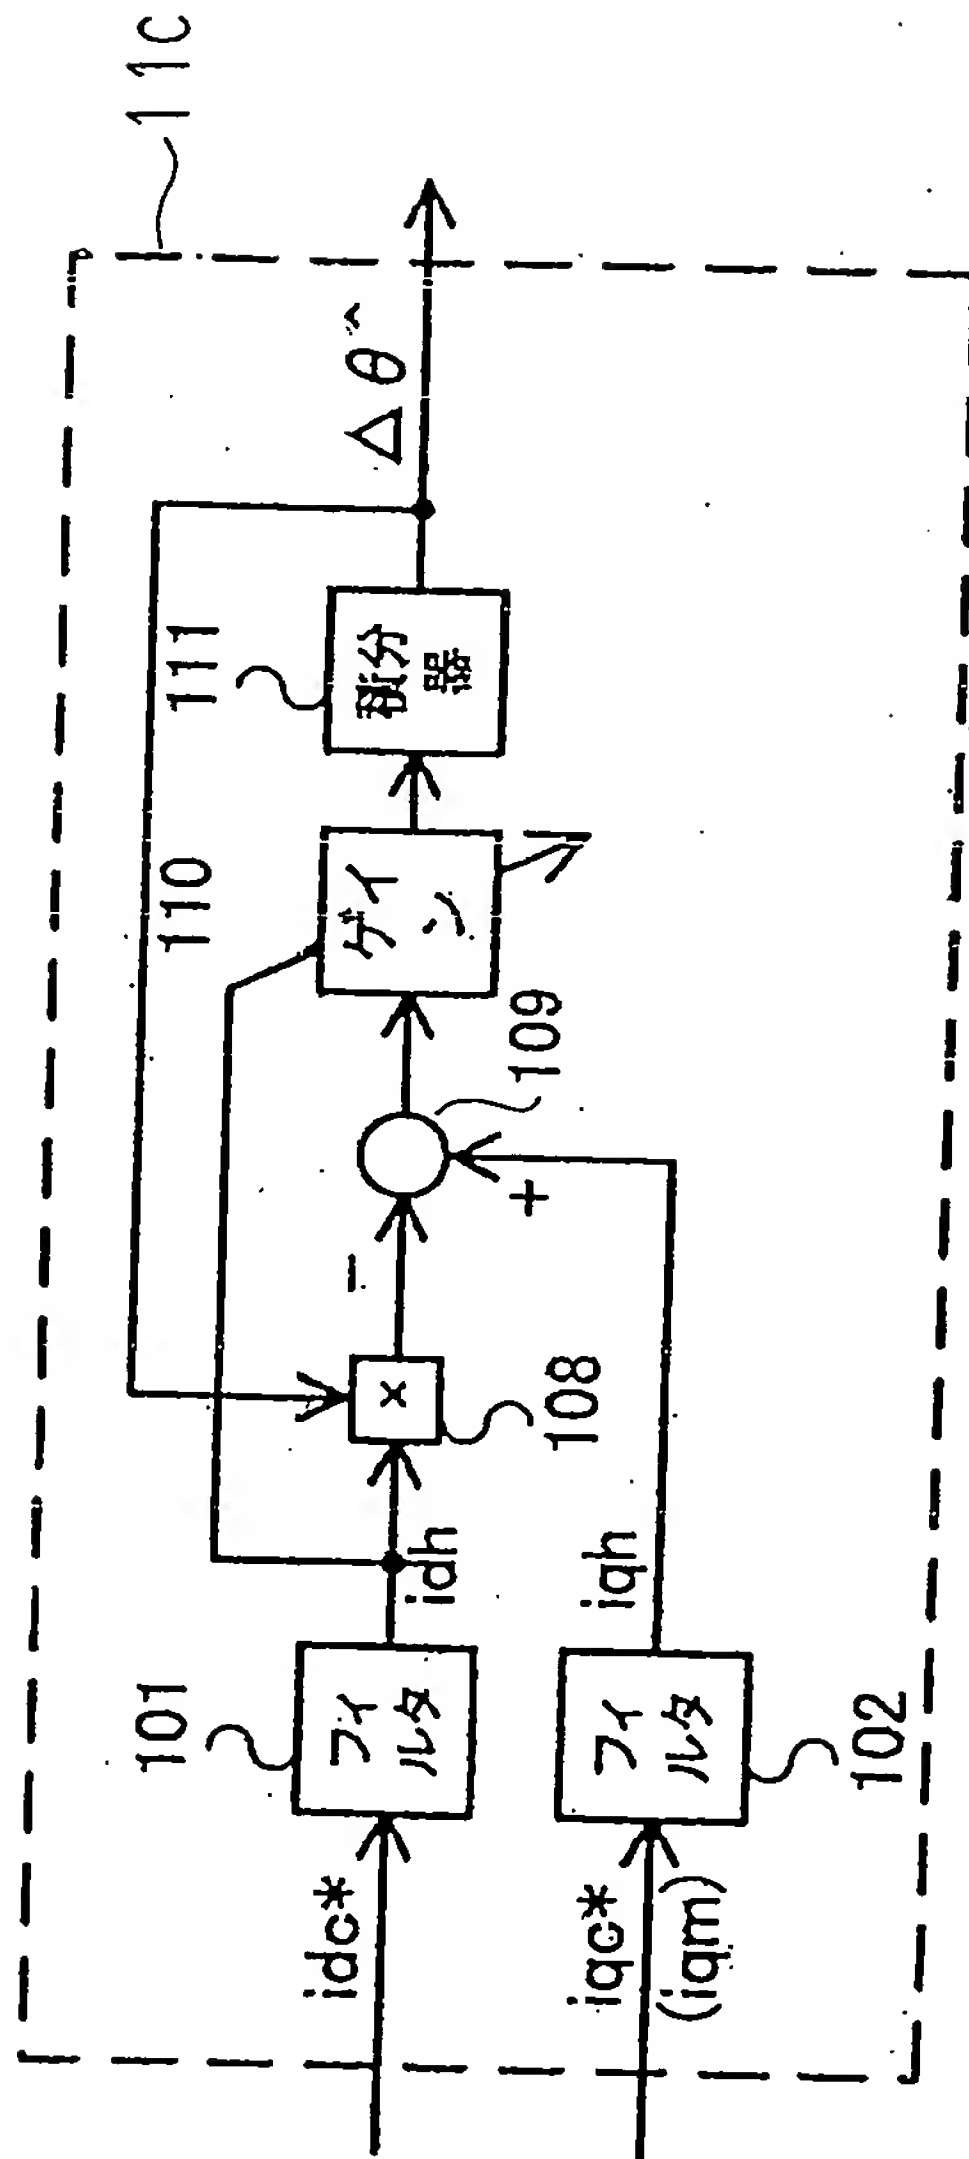 11C
idc*
101
フィ
ルタ
idh
108
×
−
109
110
ゲイ
ン
111
積分
器
Δθ^
iqc*
(iqm)
102
フィ
ルタ
iqh
+